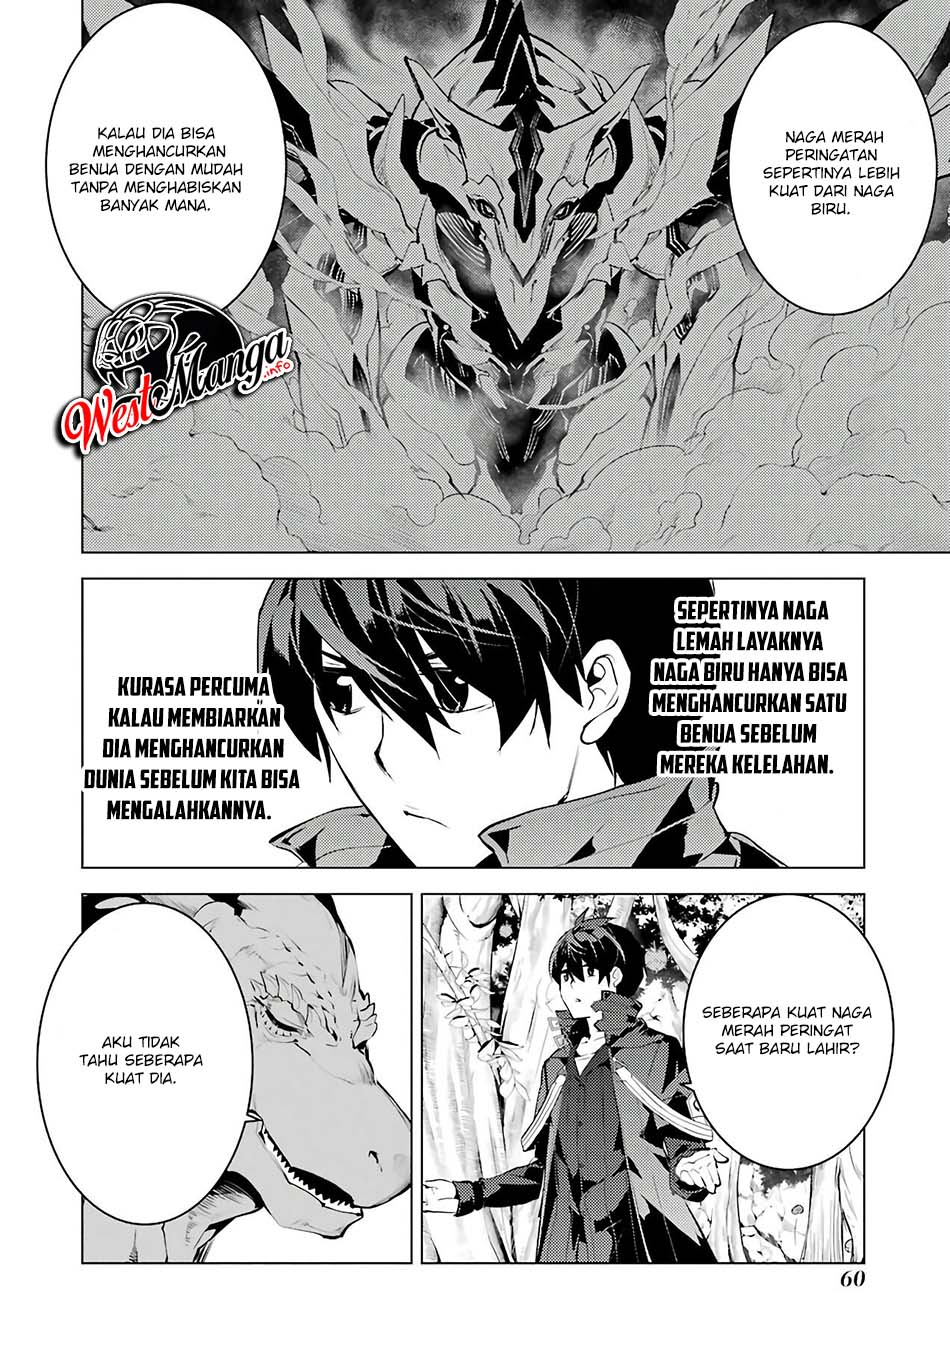 NAGA MERAH
PERINGATAN
SEPERTINYA LEBIH
KUAT DARI NAGA
BIRU.
KALAU DIA BISA
MENGHANCURKAN
BENUA DENGAN MUDAH
TANPA MENGHABISKAN
BANYAK MANA.
WestManga
.info
SEPERTINYA NAGA
LEMAH LAYAKNYA
NAGA BIRU HANYA BISA
MENGHANCURKAN SATU
BENUA SEBELUM
MEREKA KELELAHAN.
KURASA PERCUMA
KALAU MEMBIARKAN
DIA MENGHANCURKAN
DUNIA SEBELUM KITA BISA
MENGALAHKANNYA.
SEBERAPA KUAT NAGA
MERAH PERINGAT
SAAT BARU LAHIR?
AKU TIDAK
TAHU SEBERAPA
KUAT DIA.
60